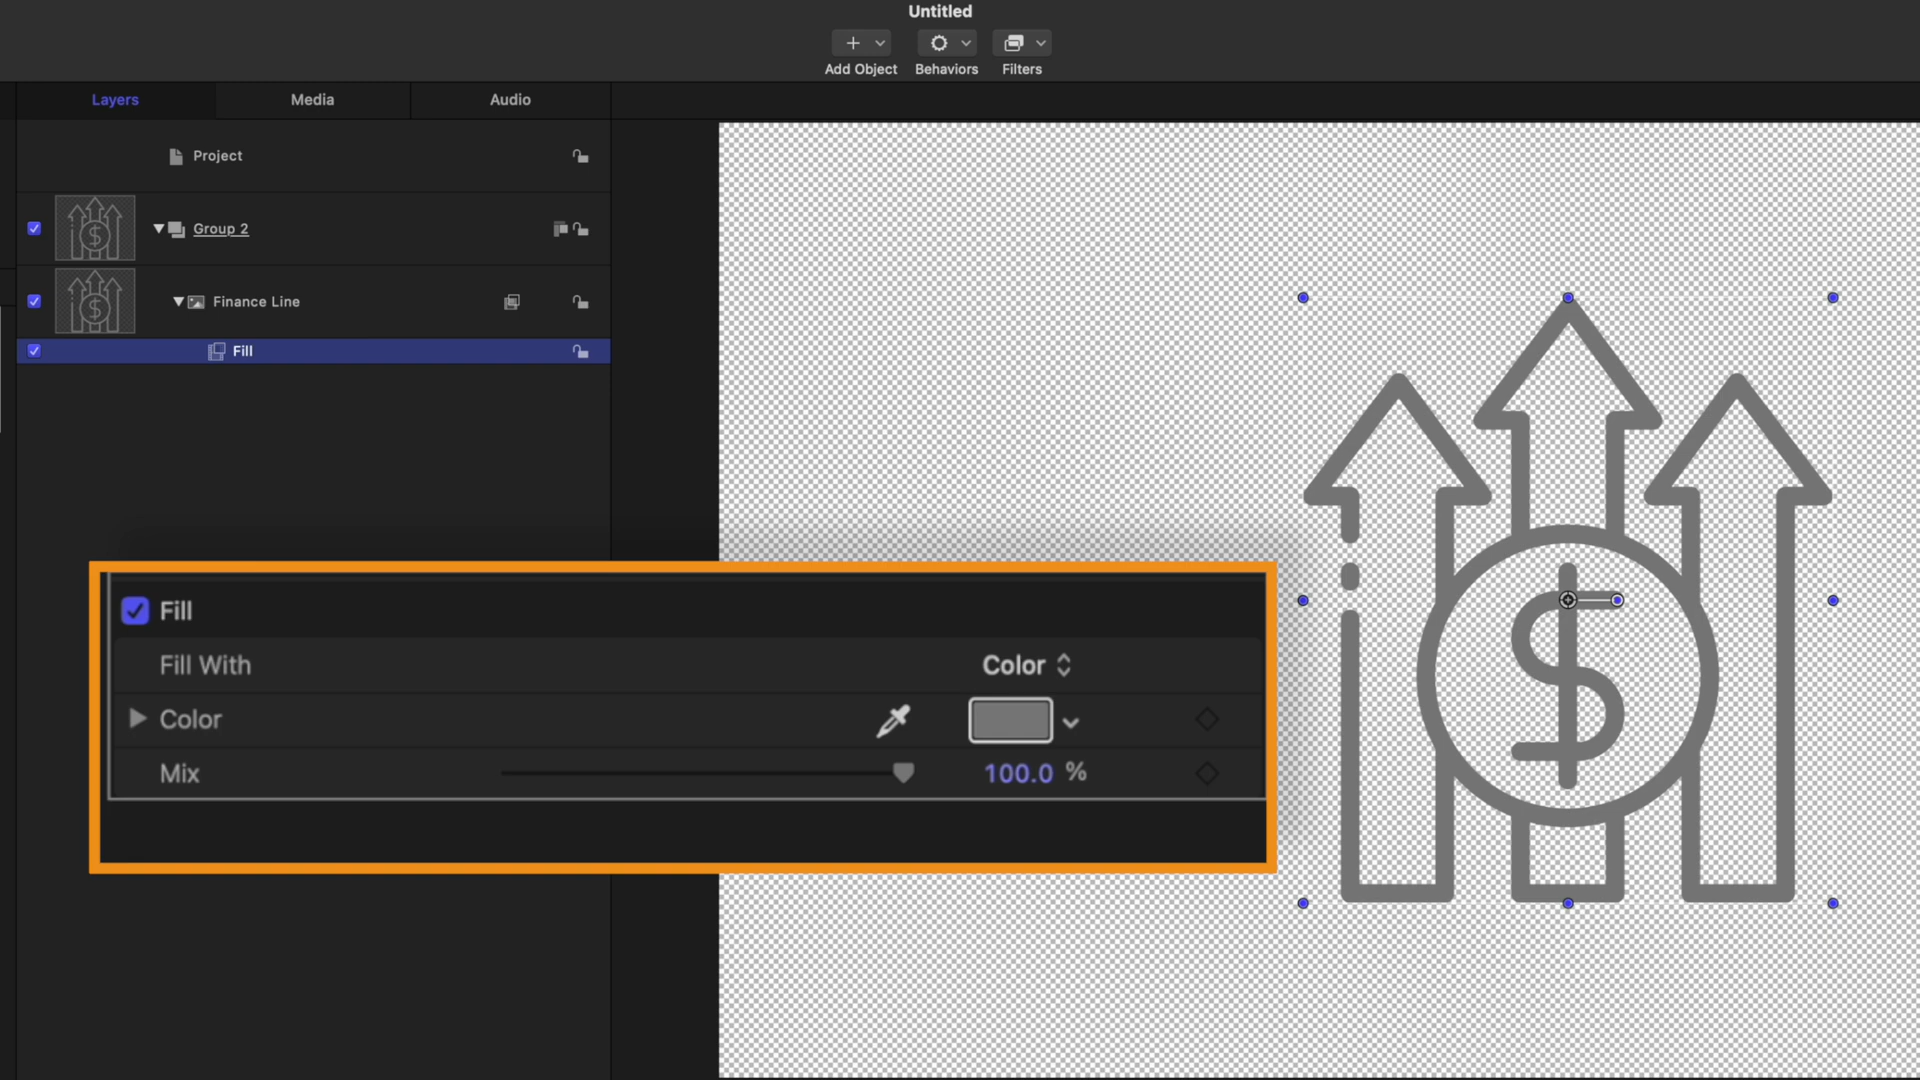 Untitled
Add Object Behaviors Filters
Layers Media Audio
Project
Group 2
Finance Line
Fill
Fill
Fill With Color
Color
Mix 100.0 %
$